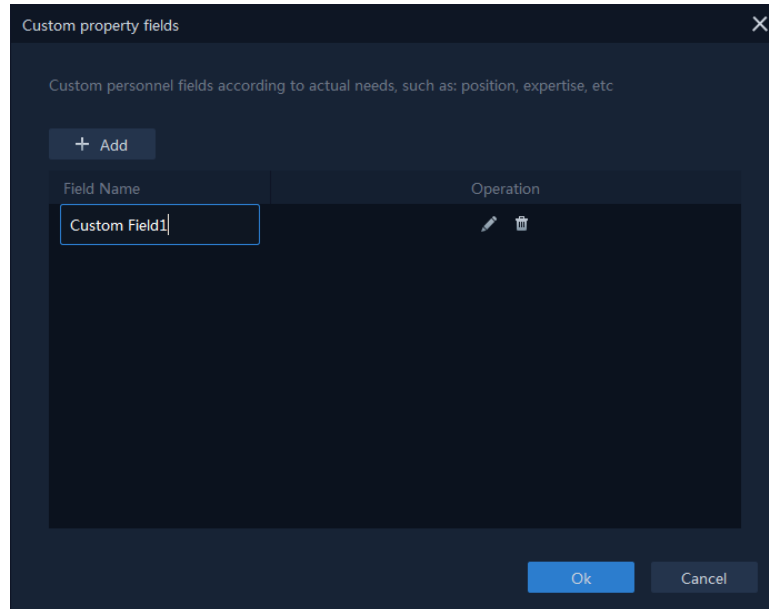 Custom property fields
Custom personnel fields according to actual needs, such as: position, expertise, etc
+ Add
Field Name Operation
Custom Field1
Ok Cancel